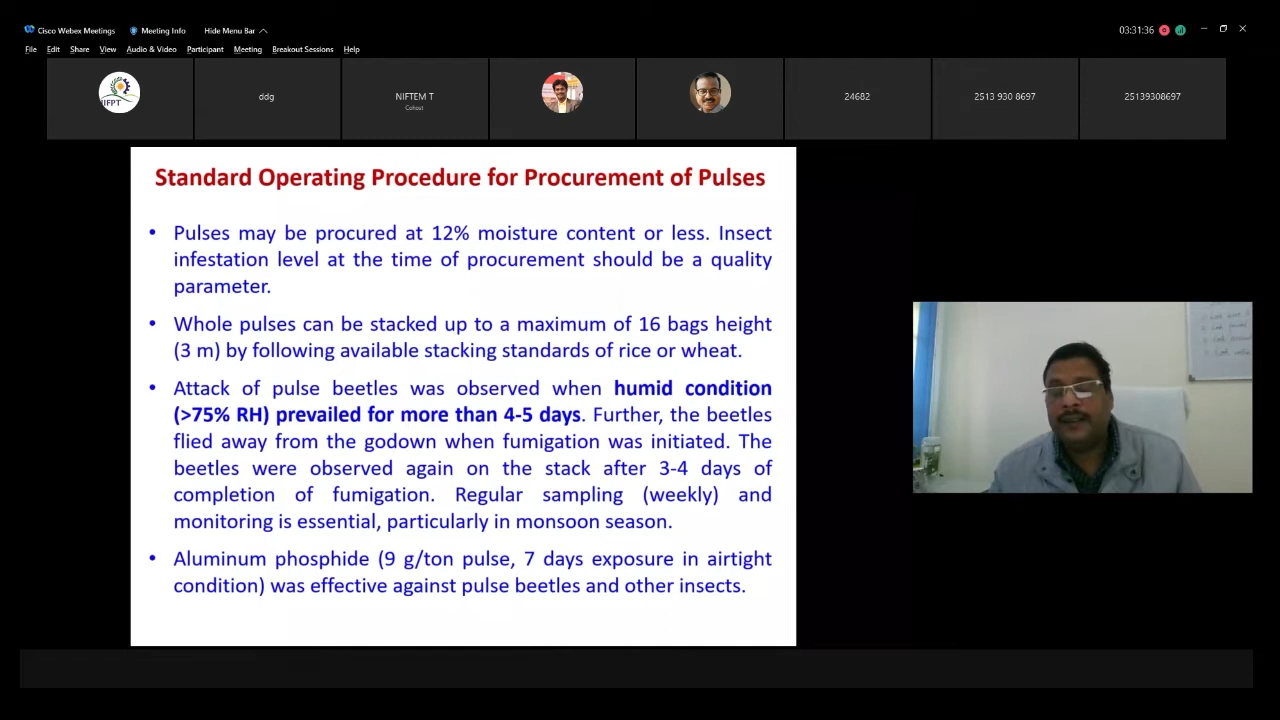 Cisco Webex Meetings Meeting Info Hide Menu Bar 03:31:36
File Edit Share View Audio & Video Participant Meeting Breakout Sessions Help
IIFPT ddg NIFTEM T 24682 2513 930 8697 25139308697
Cohost
Standard Operating Procedure for Procurement of Pulses
• Pulses may be procured at 12% moisture content or less. Insect
infestation level at the time of procurement should be a quality
parameter.
• Whole pulses can be stacked up to a maximum of 16 bags height
(3 m) by following available stacking standards of rice or wheat.
• Attack of pulse beetles was observed when humid condition
(>75% RH) prevailed for more than 4-5 days. Further, the beetles
flied away from the godown when fumigation was initiated. The
beetles were observed again on the stack after 3-4 days of
completion of fumigation. Regular sampling (weekly) and
monitoring is essential, particularly in monsoon season.
• Aluminum phosphide (9 g/ton pulse, 7 days exposure in airtight
condition) was effective against pulse beetles and other insects.